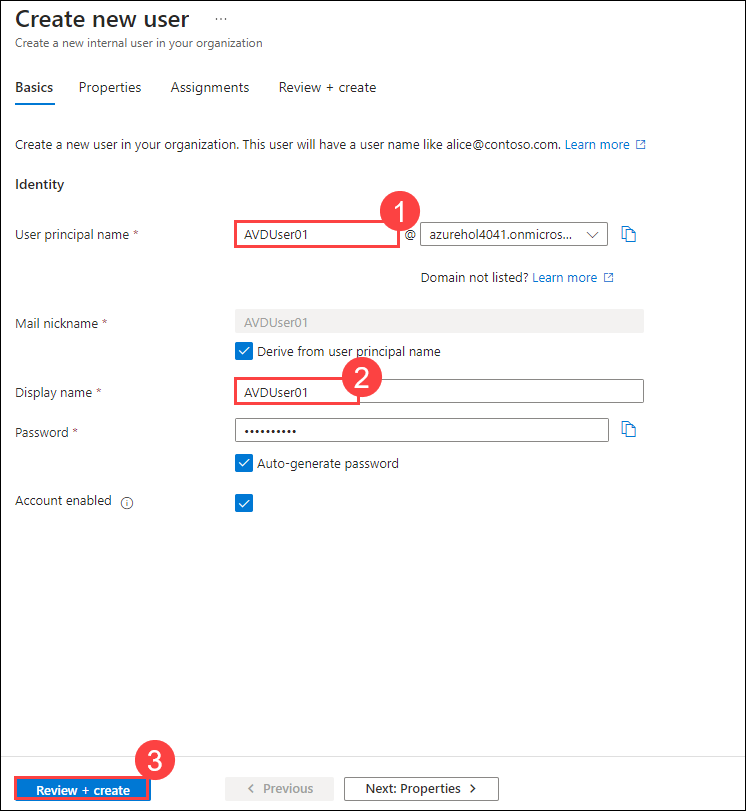 Create new user ...
Create a new internal user in your organization
Basics Properties Assignments Review + create
Create a new user in your organization. This user will have a user name like alice@contoso.com. Learn more
Identity
1
User principal name * AVDUser01 @ azurehol4041.onmicros...
Domain not listed? Learn more
Mail nickname * AVDUser01
Derive from user principal name
2
Display name * AVDUser01
Password * ••••••••••
Auto-generate password
Account enabled
3
Review + create < Previous Next: Properties >